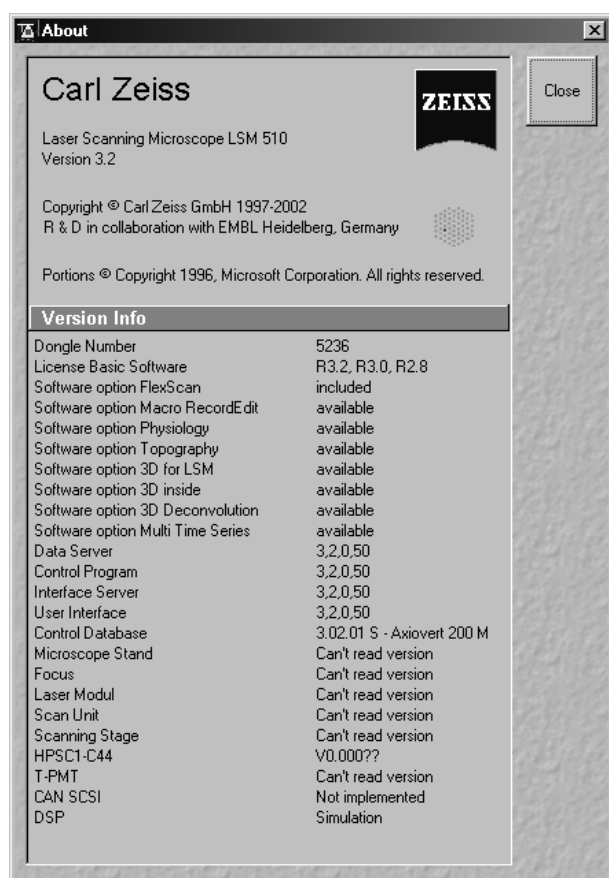 About
Carl Zeiss
ZEISS
Close
Laser Scanning Microscope LSM 510
Version 3.2
Copyright © Carl Zeiss GmbH 1997-2002
R & D in collaboration with EMBL Heidelberg, Germany
Portions © Copyright 1996, Microsoft Corporation. All rights reserved.
Version Info
Dongle Number 5236
License Basic Software R3.2, R3.0, R2.8
Software option FlexScan included
Software option Macro RecordEdit available
Software option Physiology available
Software option Topography available
Software option 3D for LSM available
Software option 3D inside available
Software option 3D Deconvolution available
Software option Multi Time Series available
Data Server 3,2,0,50
Control Program 3,2,0,50
Interface Server 3,2,0,50
User Interface 3,2,0,50
Control Database 3.02.01 S - Axiovert 200 M
Microscope Stand Can't read version
Focus Can't read version
Laser Modul Can't read version
Scan Unit Can't read version
Scanning Stage Can't read version
HPSC1-C44 V0.000??
T-PMT Can't read version
CAN SCSI Not implemented
DSP Simulation